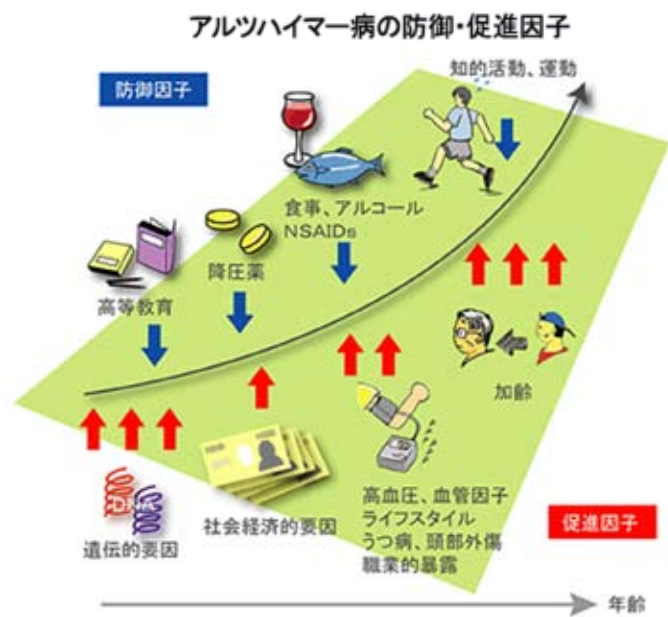 アルツハイマー病の防御・促進因子
知的活動、運動
防御因子
食事、アルコール
NSAIDs
降圧薬
高等教育
加齢
高血圧、血管因子
ライフスタイル
うつ病、頭部外傷
職業的暴露
社会経済的要因
DNA
遺伝的要因
促進因子
年齢